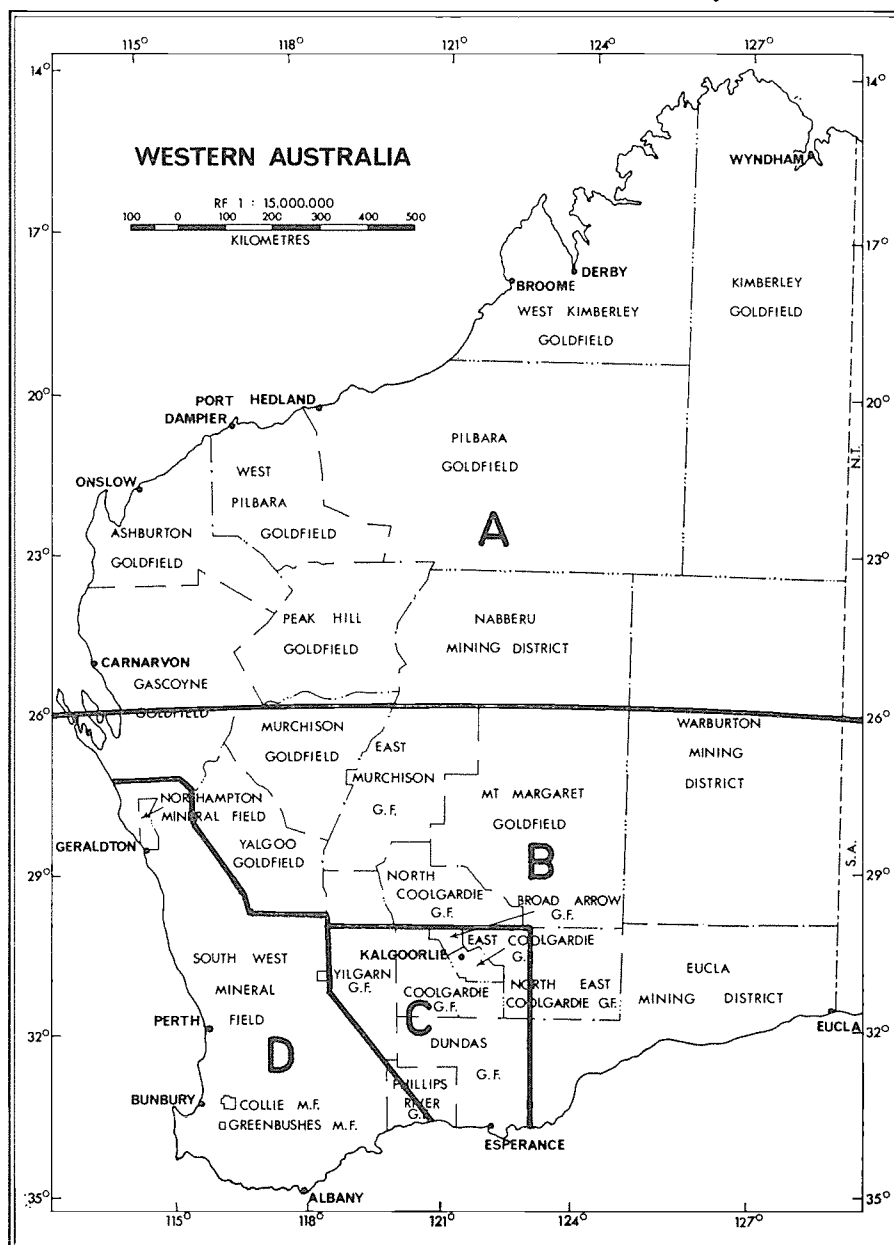 115° 118° 121° 124° 127°
14° 14°
WESTERN AUSTRALIA
WYNDHAM
RF 1 : 15.000.000
100 0 100 200 300 400 500
KILOMETRES
17° 17°
DERBY
BROOME
WEST KIMBERLEY
GOLDFIELD
KIMBERLEY
GOLDFIELD
20° 20°
PORT HEDLAND
DAMPIER
PILBARA
GOLDFIELD
N.T.
ONSLOW
WEST
PILBARA
GOLDFIELD
A
ASHBURTON
GOLDFIELD
23° 23°
PEAK HILL
GOLDFIELD
NABBERU
MINING DISTRICT
CARNARVON
GASCOYNE
GOLDFIELD
26° 26°
MURCHISON
GOLDFIELD
EAST
MURCHISON
G.F.
WARBURTON
MINING
DISTRICT
MT MARGARET
GOLDFIELD
NORTHAMPTON
MINERAL FIELD
GERALDTON
YALGOO
GOLDFIELD
B
S.A.
29° 29°
NORTH
COOLGARDIE
G.F.
BROAD ARROW
G.F.
KALGOORLIE
EAST COOLGARDIE
G.
SOUTH WEST
MINERAL
FIELD
YILGARN
G.F.
COOLGARDIE
G.F.
NORTH EAST
COOLGARDIE G.F.
EUCLA
MINING DISTRICT
C
PERTH
32° 32°
EUCLA
D
DUNDAS
G.F.
PHILLIPS
RIVER
G.F.
BUNBURY
COLLIE M.F.
GREENBUSHES M.F.
ESPERANCE
ALBANY
35° 35°
115° 118° 121° 124° 127°